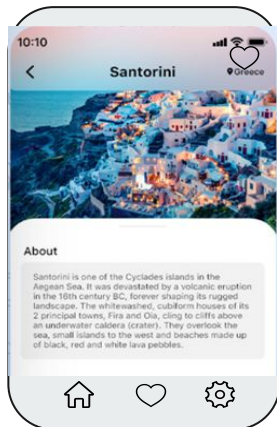 10:10
Santorini
Greece
About
Santorini is one of the Cyclades islands in the
Aegean Sea. It was devastated by a volcanic eruption
in the 16th century BC, forever shaping its rugged
landscape. The whitewashed, cubiform houses of its
2 principal towns, Fira and Oia, cling to cliffs above
an underwater caldera (crater). They overlook the
sea, small islands to the west and beaches made up
of black, red and white lava pebbles.